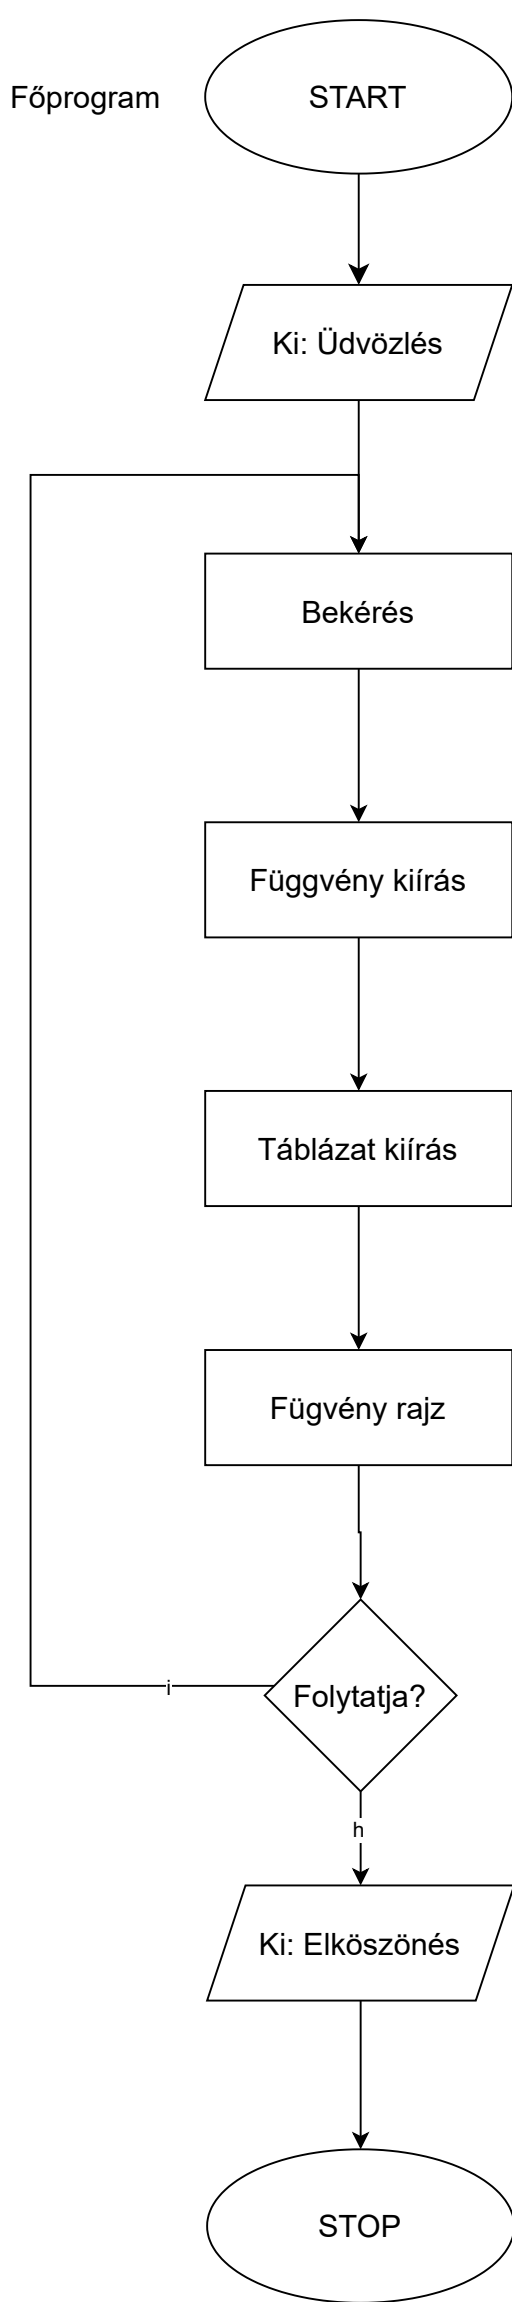 Főprogram
START
Ki: Üdvözlés
Bekérés
Függvény kiírás
Táblázat kiírás
Fügvény rajz
Folytatja?
i
h
Ki: Elköszönés
STOP